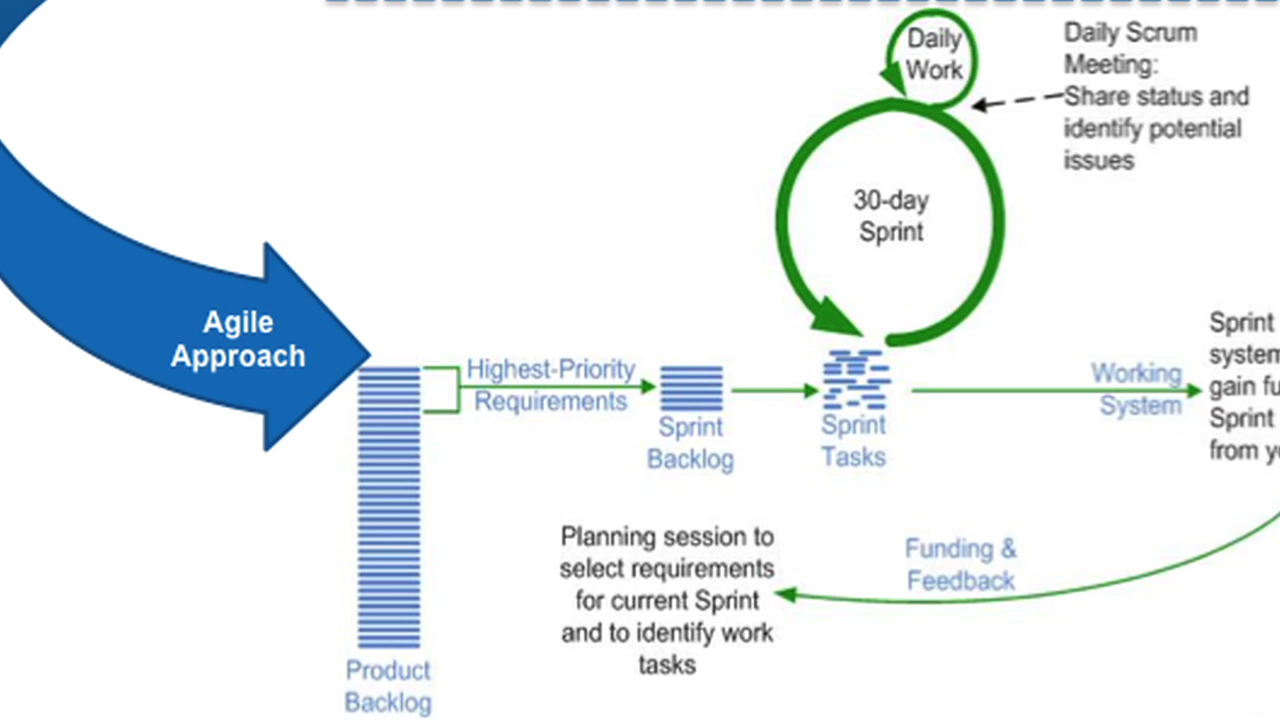 Daily
Work
Daily Scrum
Meeting:
Share status and
identify potential
issues
30-day
Sprint
Agile
Approach
Highest-Priority
Requirements
Sprint
Backlog
Sprint
Tasks
Working
System
Sprint
system
gain
Sprint
from
Planning session to
select requirements
for current Sprint
and to identify work
tasks
Funding &
Feedback
Product
Backlog